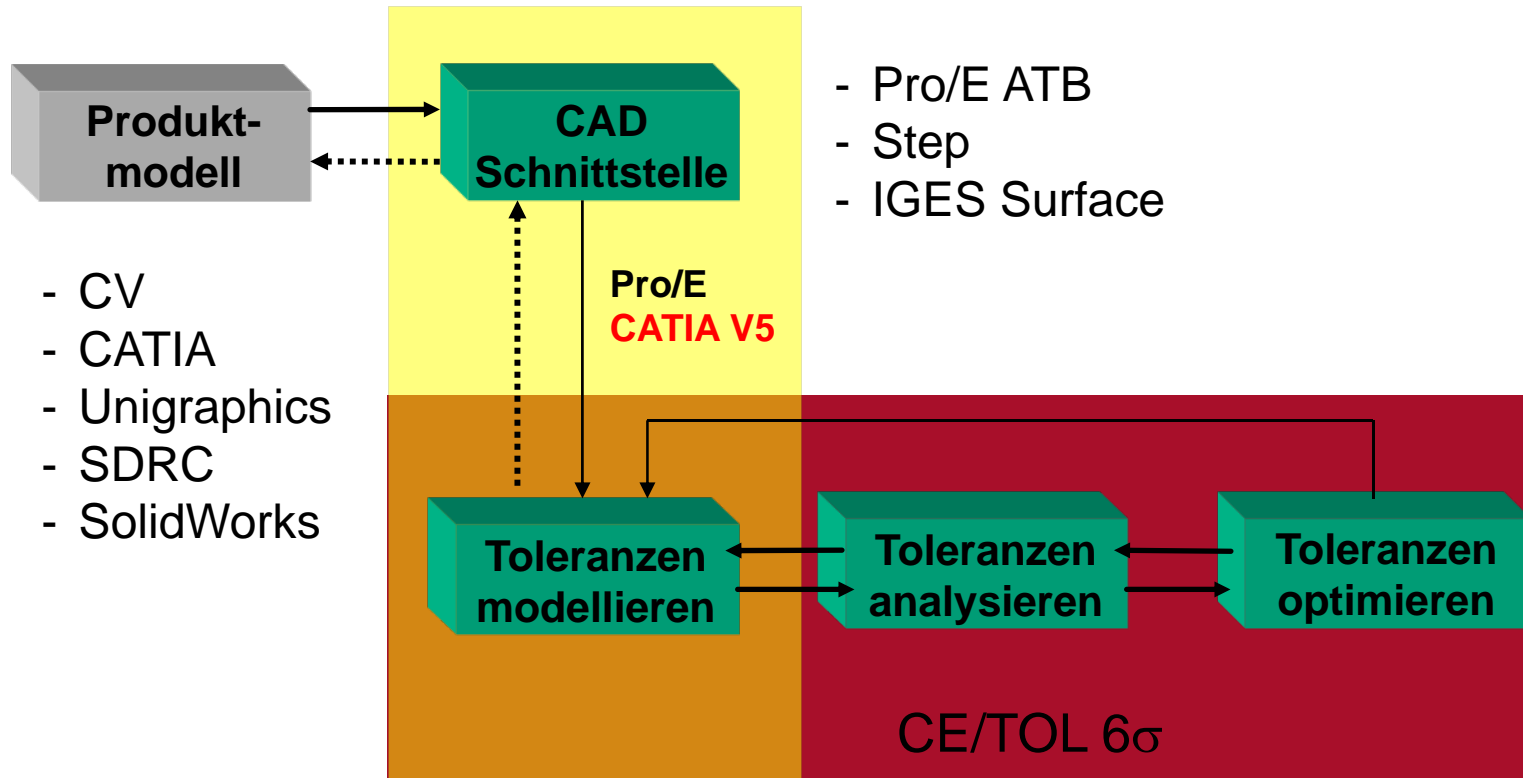 Produkt-
modell
CAD
Schnittstelle
- Pro/E ATB
- Step
- IGES Surface
- CV
- CATIA
- Unigraphics
- SDRC
- SolidWorks
Pro/E
CATIA V5
Toleranzen
modellieren
Toleranzen
analysieren
Toleranzen
optimieren
CE/TOL 6σ